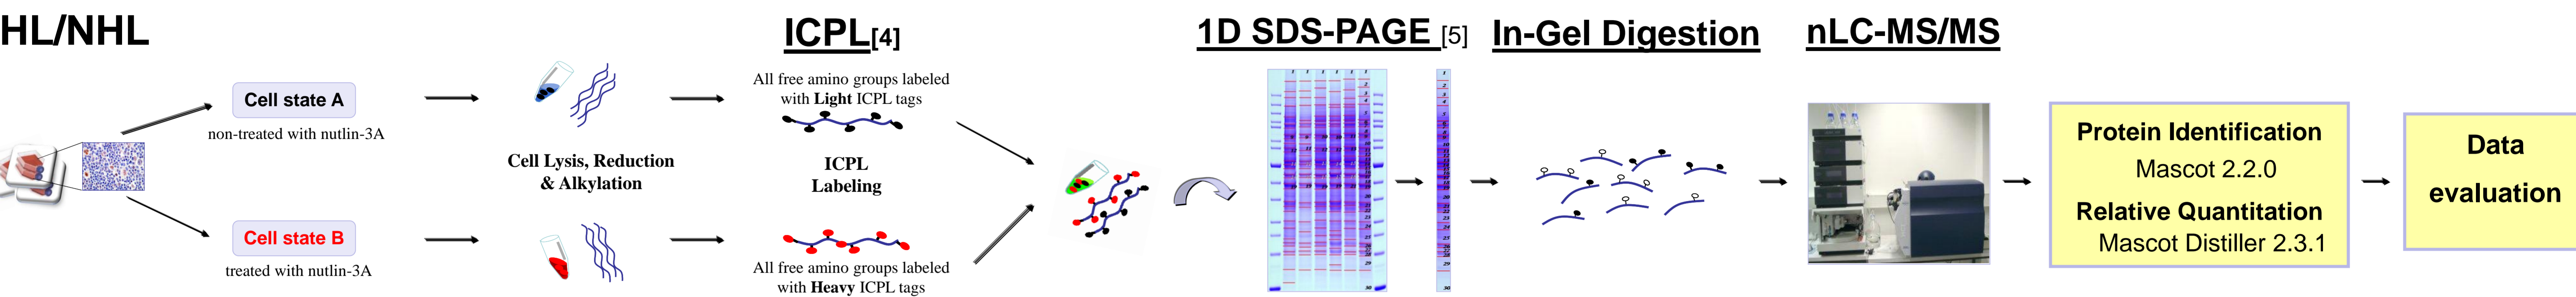 HL/NHL
ICPL[4]
1D SDS-PAGE [5]
In-Gel Digestion
nLC-MS/MS
Cell state A
non-treated with nutlin-3A
Cell state B
treated with nutlin-3A
Cell Lysis, Reduction
& Alkylation
All free amino groups labeled
with Light ICPL tags
ICPL
Labeling
All free amino groups labeled
with Heavy ICPL tags
Protein Identification
Mascot 2.2.0
Relative Quantitation
Mascot Distiller 2.3.1
Data
evaluation